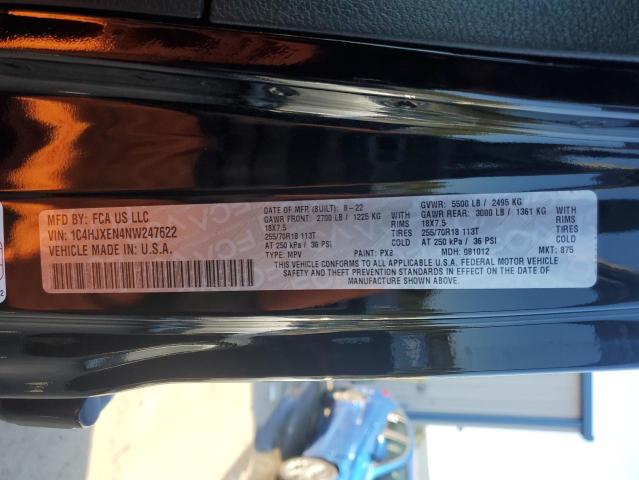 MFD BY: FCA US LLC
VIN: 1C4HJXEN4NW247622
VEHICLE MADE IN: U.S.A.
DATE OF MFR (BUILT): 8-22
GAWR FRONT: 2700 LB / 1225 KG WITH
18X7.5 RIMS
255/70R18 113T TIRES
AT 250 kPa / 36 PSI COLD
TYPE: MPV PAINT: PX8
GVWR: 5500 LB / 2495 KG
GAWR REAR: 3000 LB / 1361 KG WITH
18X7.5 RIMS
255/70R18 113T TIRES
AT 250 kPa / 36 PSI COLD
MDH: 081012 MKT: 875
THIS VEHICLE CONFORMS TO ALL APPLICABLE U.S.A. FEDERAL MOTOR VEHICLE
SAFETY AND THEFT PREVENTION STANDARDS IN EFFECT ON THE DATE OF
MANUFACTURE SHOWN ABOVE.